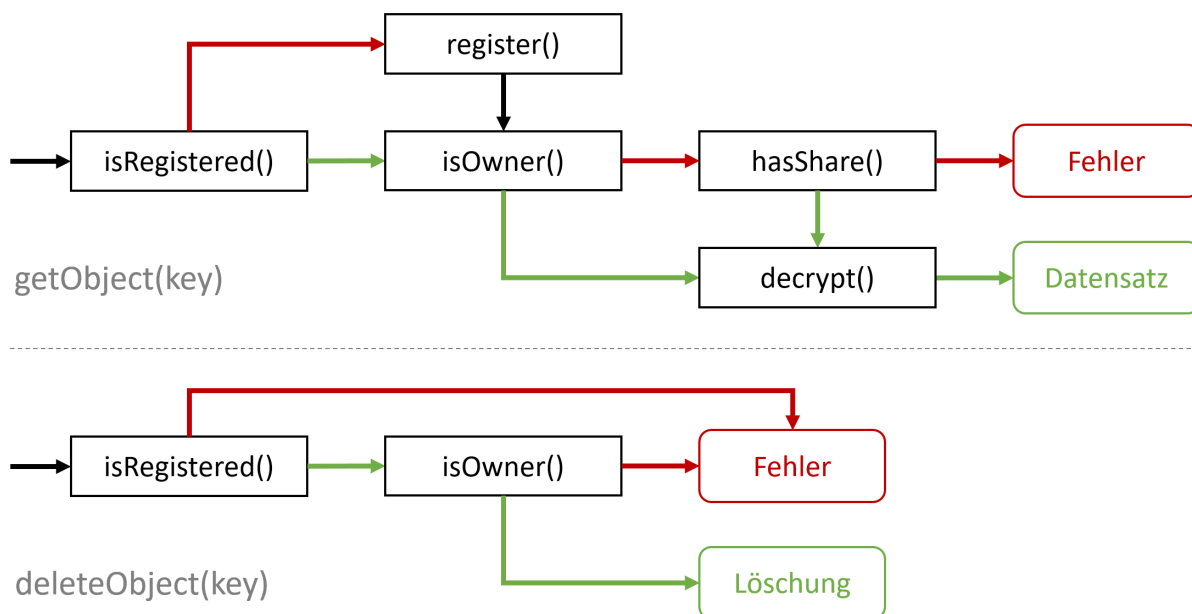 register()
isRegistered()
isOwner()
hasShare()
Fehler
getObject(key)
decrypt()
Datensatz
isRegistered()
isOwner()
Fehler
deleteObject(key)
Löschung